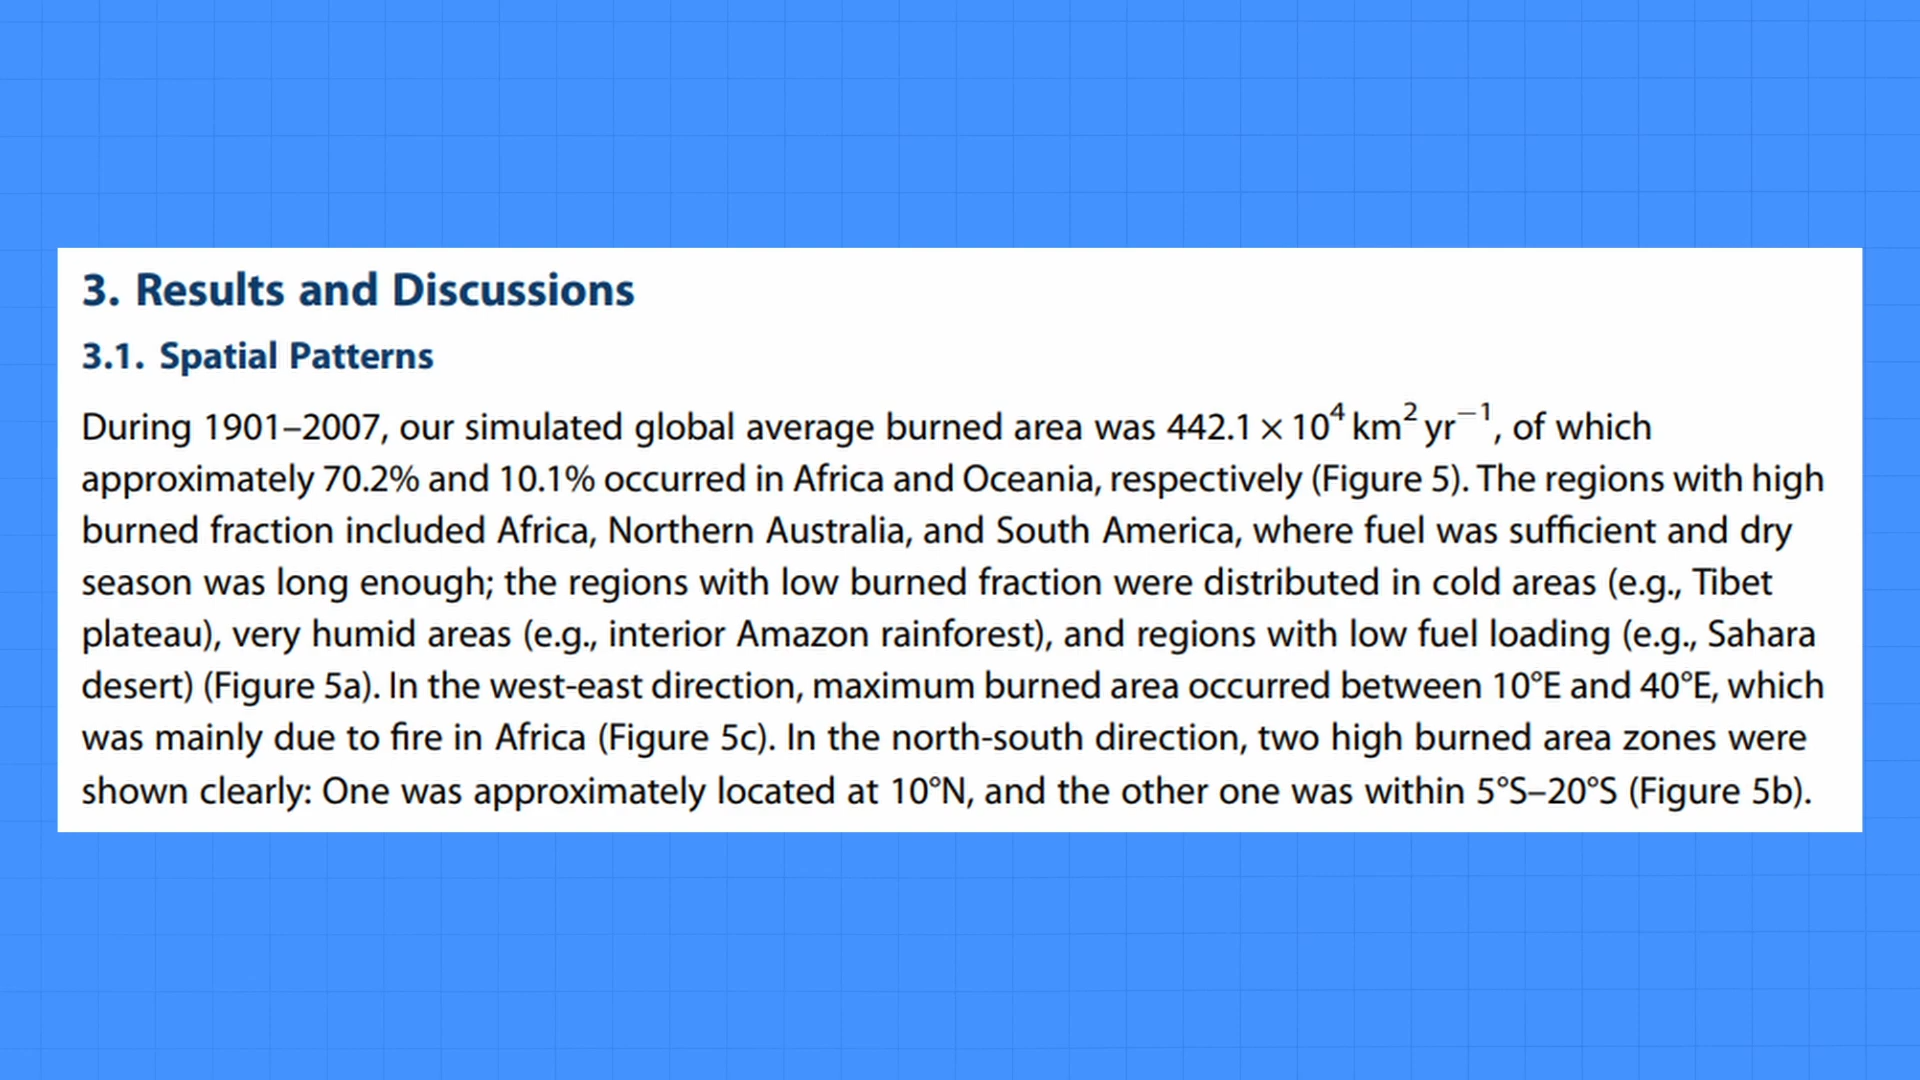 3. Results and Discussions
3.1. Spatial Patterns
During 1901–2007, our simulated global average burned area was 442.1 × 10⁴ km² yr⁻¹, of which
approximately 70.2% and 10.1% occurred in Africa and Oceania, respectively (Figure 5). The regions with high
burned fraction included Africa, Northern Australia, and South America, where fuel was sufficient and dry
season was long enough; the regions with low burned fraction were distributed in cold areas (e.g., Tibet
plateau), very humid areas (e.g., interior Amazon rainforest), and regions with low fuel loading (e.g., Sahara
desert) (Figure 5a). In the west-east direction, maximum burned area occurred between 10°E and 40°E, which
was mainly due to fire in Africa (Figure 5c). In the north-south direction, two high burned area zones were
shown clearly: One was approximately located at 10°N, and the other one was within 5°S–20°S (Figure 5b).